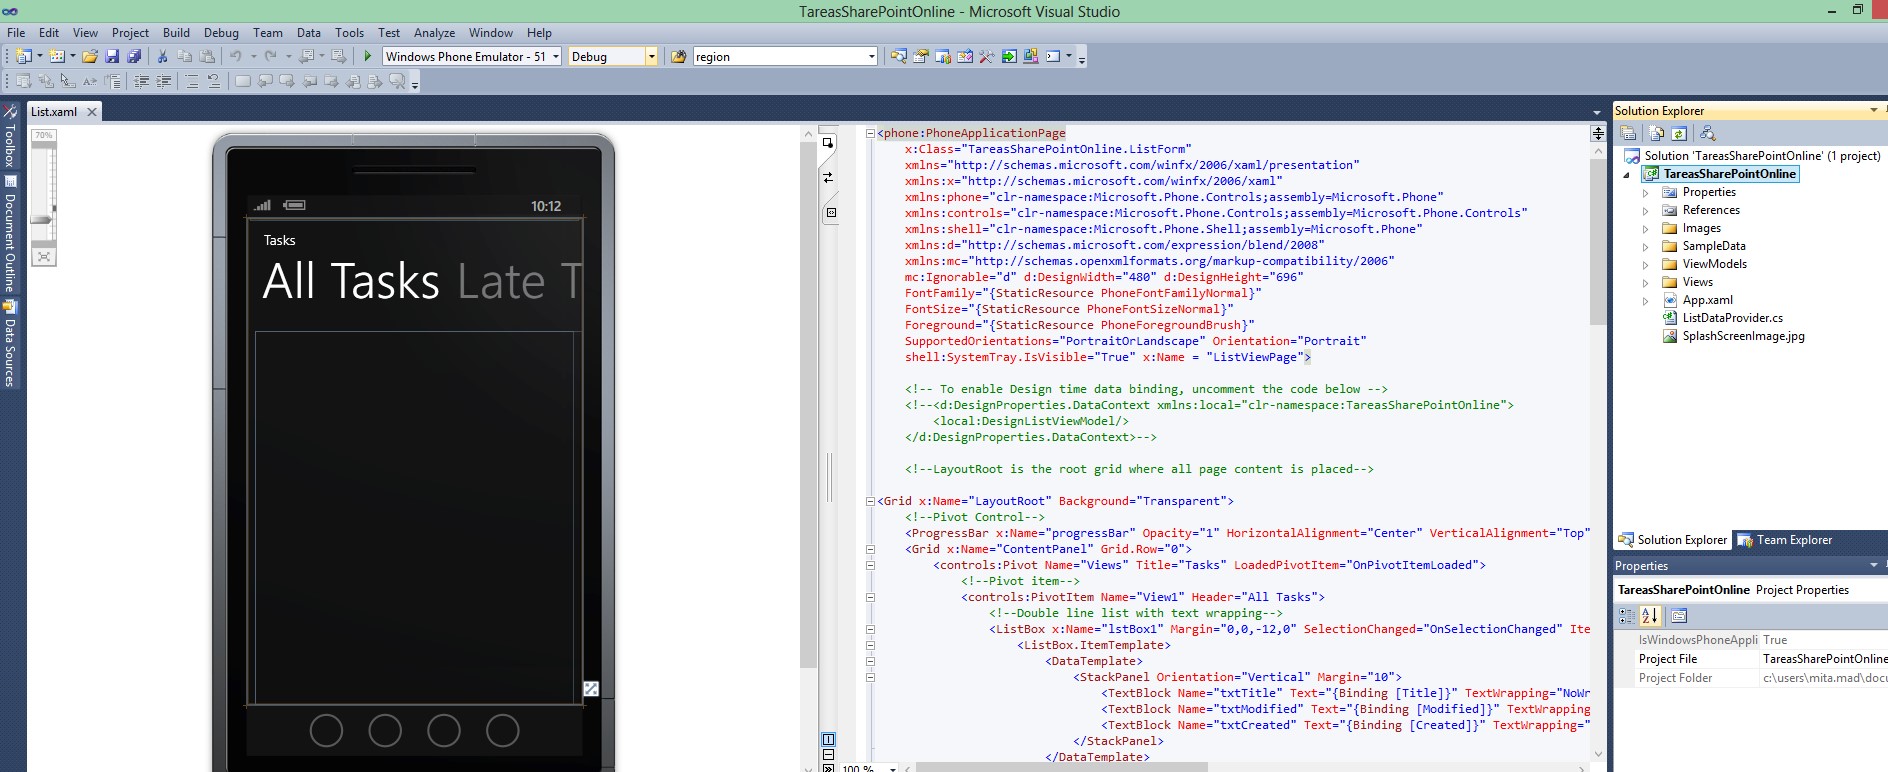 TareasSharePointOnline - Microsoft Visual Studio
File Edit View Project Build Debug Team Data Tools Test Analyze Window Help
Windows Phone Emulator - 51 Debug region
List.xaml
Toolbox
Document Outline
Data Sources
70%
10:12
Tasks
All Tasks Late T
<phone:PhoneApplicationPage
x:Class="TareasSharePointOnline.ListForm"
xmlns="http://schemas.microsoft.com/winfx/2006/xaml/presentation"
xmlns:x="http://schemas.microsoft.com/winfx/2006/xaml"
xmlns:phone="clr-namespace:Microsoft.Phone.Controls;assembly=Microsoft.Phone"
xmlns:controls="clr-namespace:Microsoft.Phone.Controls;assembly=Microsoft.Phone.Controls"
xmlns:shell="clr-namespace:Microsoft.Phone.Shell;assembly=Microsoft.Phone"
xmlns:d="http://schemas.microsoft.com/expression/blend/2008"
xmlns:mc="http://schemas.openxmlformats.org/markup-compatibility/2006"
mc:Ignorable="d" d:DesignWidth="480" d:DesignHeight="696"
FontFamily="{StaticResource PhoneFontFamilyNormal}"
FontSize="{StaticResource PhoneFontSizeNormal}"
Foreground="{StaticResource PhoneForegroundBrush}"
SupportedOrientations="PortraitOrLandscape" Orientation="Portrait"
shell:SystemTray.IsVisible="True" x:Name = "ListViewPage">
<!-- To enable Design time data binding, uncomment the code below -->
<!--<d:DesignProperties.DataContext xmlns:local="clr-namespace:TareasSharePointOnline">
<local:DesignListViewModel/>
</d:DesignProperties.DataContext>-->
<!--LayoutRoot is the root grid where all page content is placed-->
<Grid x:Name="LayoutRoot" Background="Transparent">
<!--Pivot Control-->
<ProgressBar x:Name="progressBar" Opacity="1" HorizontalAlignment="Center" VerticalAlignment="Top"
<Grid x:Name="ContentPanel" Grid.Row="0">
<controls:Pivot Name="Views" Title="Tasks" LoadedPivotItem="OnPivotItemLoaded">
<!--Pivot item-->
<controls:PivotItem Name="View1" Header="All Tasks">
<!--Double line list with text wrapping-->
<ListBox x:Name="lstBox1" Margin="0,0,-12,0" SelectionChanged="OnSelectionChanged" Ite
<ListBox.ItemTemplate>
<DataTemplate>
<StackPanel Orientation="Vertical" Margin="10">
<TextBlock Name="txtTitle" Text="{Binding [Title]}" TextWrapping="NoWr
<TextBlock Name="txtModified" Text="{Binding [Modified]}" TextWrapping
<TextBlock Name="txtCreated" Text="{Binding [Created]}" TextWrapping="
</StackPanel>
</DataTemplate>
100 %
Solution Explorer
Solution 'TareasSharePointOnline' (1 project)
TareasSharePointOnline
Properties
References
Images
SampleData
ViewModels
Views
App.xaml
ListDataProvider.cs
SplashScreenImage.jpg
Solution Explorer Team Explorer
Properties
TareasSharePointOnline Project Properties
IsWindowsPhoneAppli True
Project File TareasSharePointOnline
Project Folder c:\users\mita.mad\docu